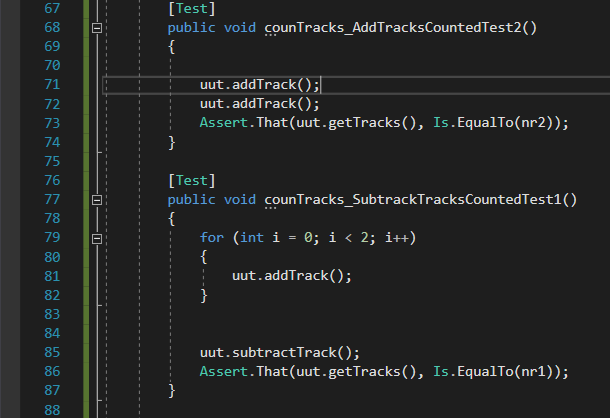 67 [Test]
68 public void counTracks_AddTracksCountedTest2()
69 {
70
71 uut.addTrack();
72 uut.addTrack();
73 Assert.That(uut.getTracks(), Is.EqualTo(nr2));
74 }
75
76 [Test]
77 public void counTracks_SubtrackTracksCountedTest1()
78 {
79 for (int i = 0; i < 2; i++)
80 {
81 uut.addTrack();
82 }
83
84
85 uut.subtractTrack();
86 Assert.That(uut.getTracks(), Is.EqualTo(nr1));
87 }
88